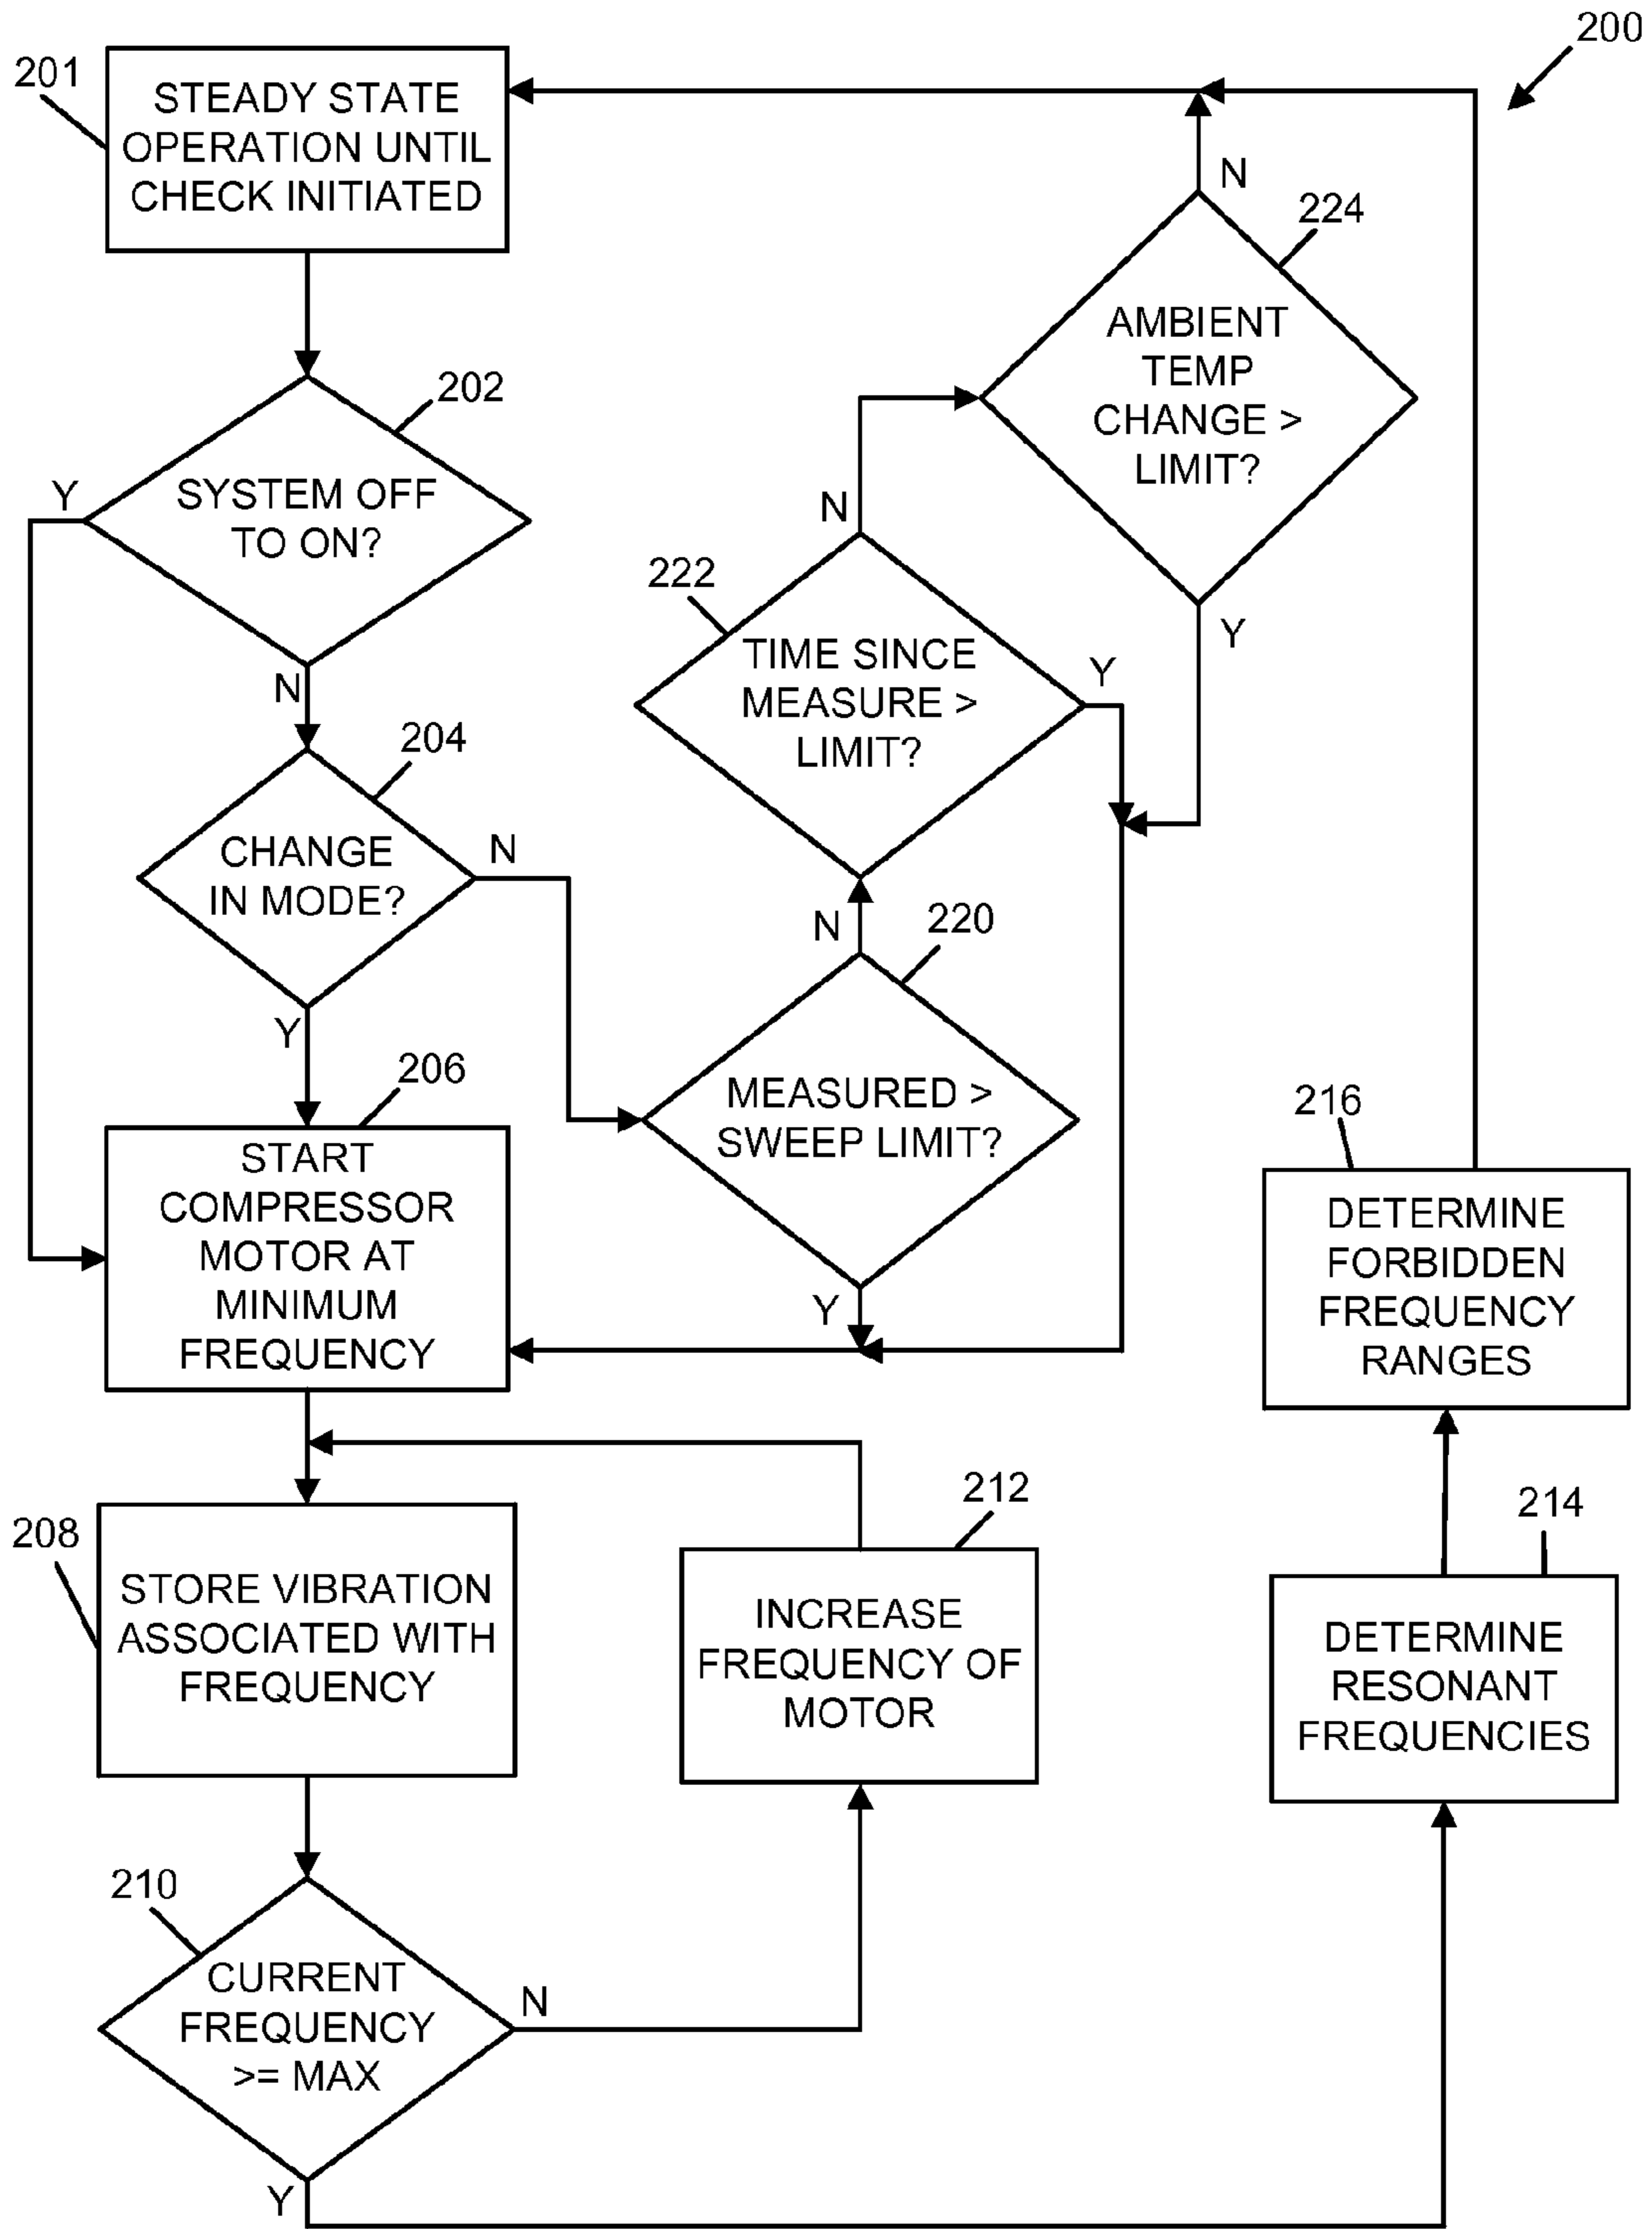 200
201
STEADY STATE
OPERATION UNTIL
CHECK INITIATED
202
SYSTEM OFF
TO ON?
Y
N
204
CHANGE
IN MODE?
N
Y
206
START
COMPRESSOR
MOTOR AT
MINIMUM
FREQUENCY
208
STORE VIBRATION
ASSOCIATED WITH
FREQUENCY
210
CURRENT
FREQUENCY
>= MAX
N
Y
212
INCREASE
FREQUENCY OF
MOTOR
214
DETERMINE
RESONANT
FREQUENCIES
216
DETERMINE
FORBIDDEN
FREQUENCY
RANGES
220
MEASURED >
SWEEP LIMIT?
N
Y
222
TIME SINCE
MEASURE >
LIMIT?
N
Y
224
AMBIENT
TEMP
CHANGE >
LIMIT?
N
Y